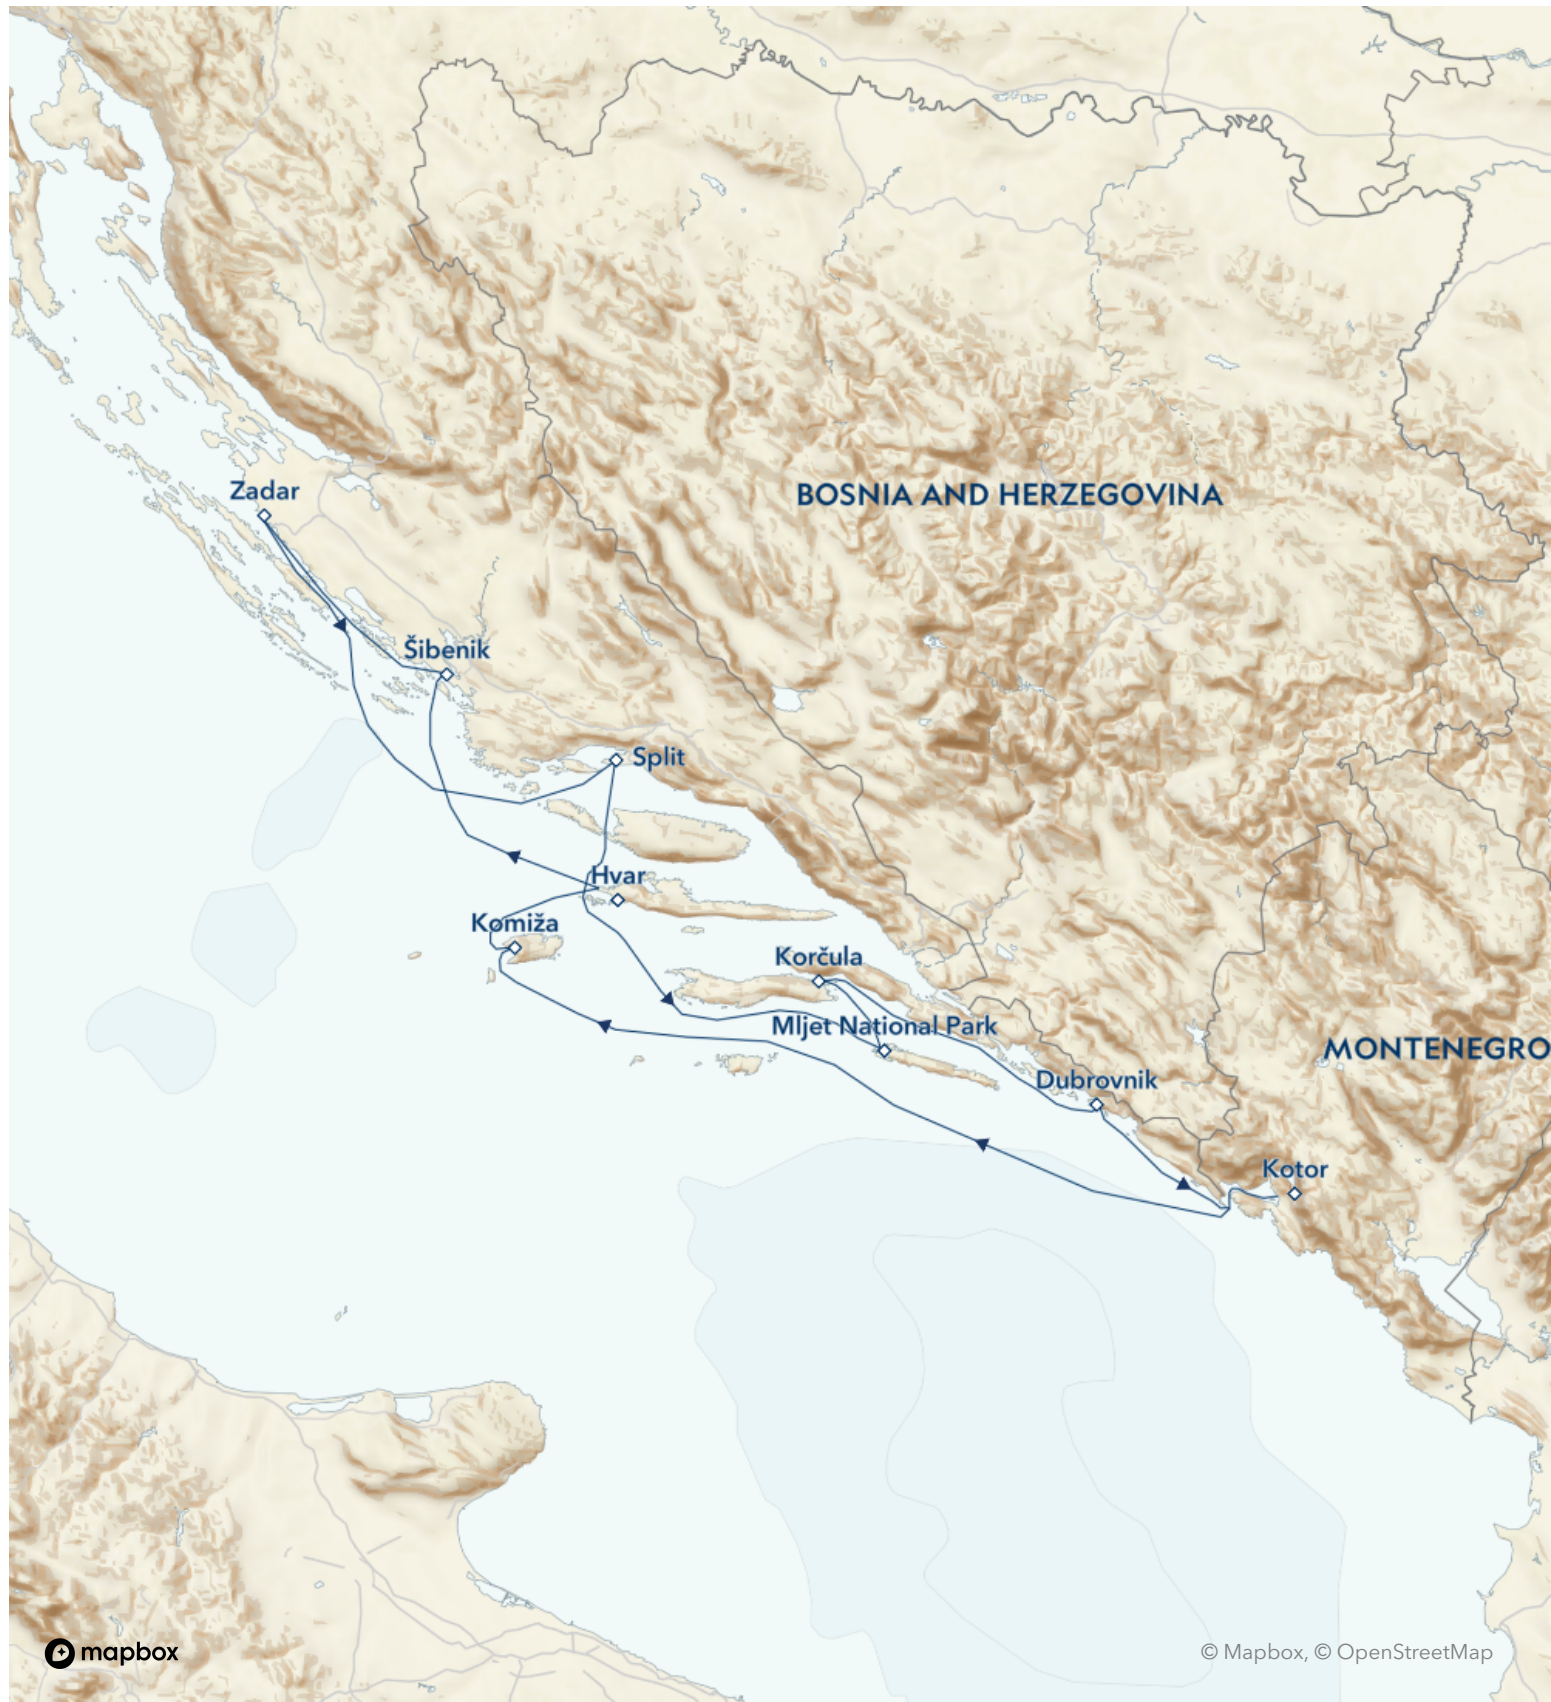 Zadar
BOSNIA AND HERZEGOVINA
Šibenik
Split
Hvar
Komiža
Korčula
Mljet National Park
MONTENEGRO
Dubrovnik
Kotor
mapbox
© Mapbox, © OpenStreetMap